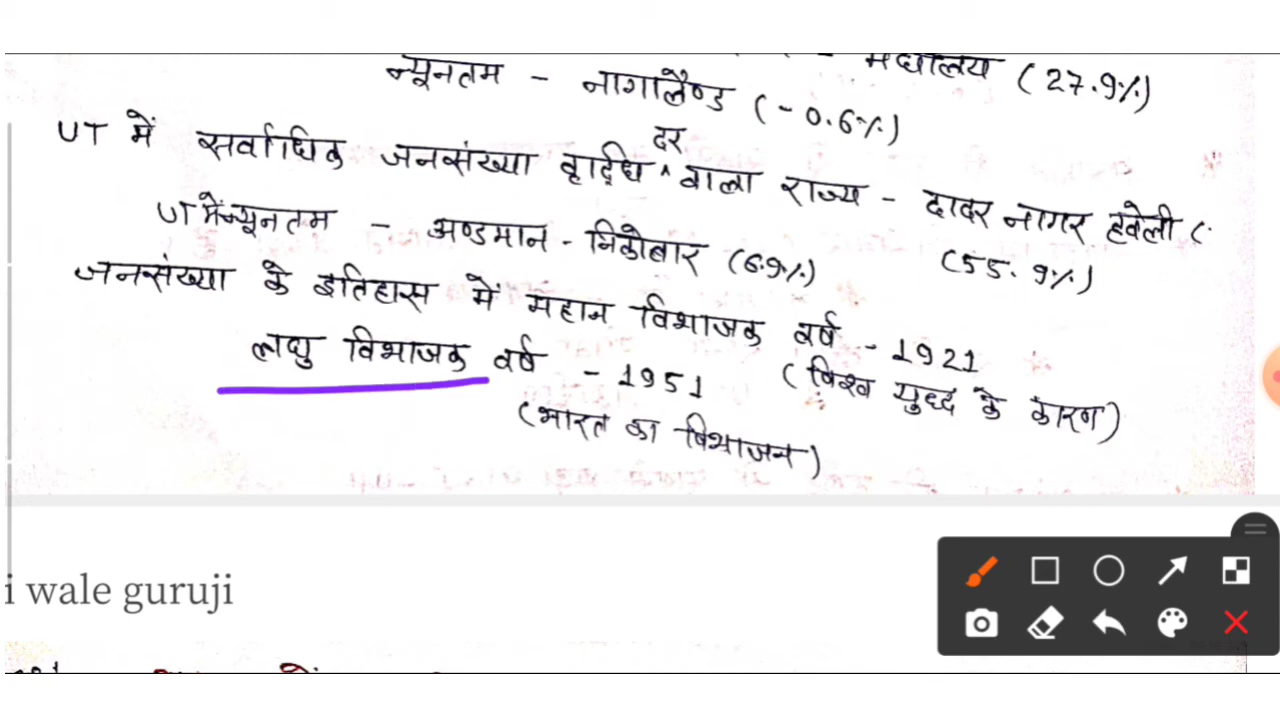 - मेघालय (27.9%)
न्यूनतम - नागालैण्ड (-0.6%)
UT में सर्वाधिक जनसंख्या वृद्धि ^ दर वाला राज्य - दादर नागर हवेली (
(55.9%)
UT में न्यूनतम - अण्डमान - निकोबार (6.9%)
जनसंख्या के इतिहास में महान विभाजक वर्ष - 1921
(विश्व युद्ध के कारण)
लघु विभाजक वर्ष - 1951
(भारत का विभाजन)
i wale guruji